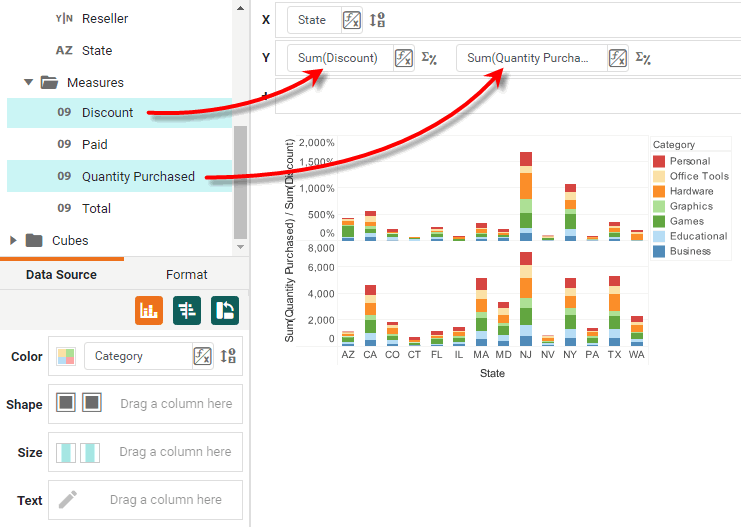 Y|N Reseller
AZ State
Measures
09 Discount
09 Paid
09 Quantity Purchased
09 Total
Cubes
Data Source Format
Color Category
Shape Drag a column here
Size Drag a column here
Text Drag a column here
X State
Y Sum(Discount) Sum(Quantity Purcha...
+
Sum(Quantity Purchased) / Sum(Discount)
2,000%
1,500%
1,000%
500%
0%
8,000
6,000
4,000
2,000
0
AZ CA CO CT FL IL MA MD NJ NV NY PA TX WA
State
Category
Personal
Office Tools
Hardware
Graphics
Games
Educational
Business